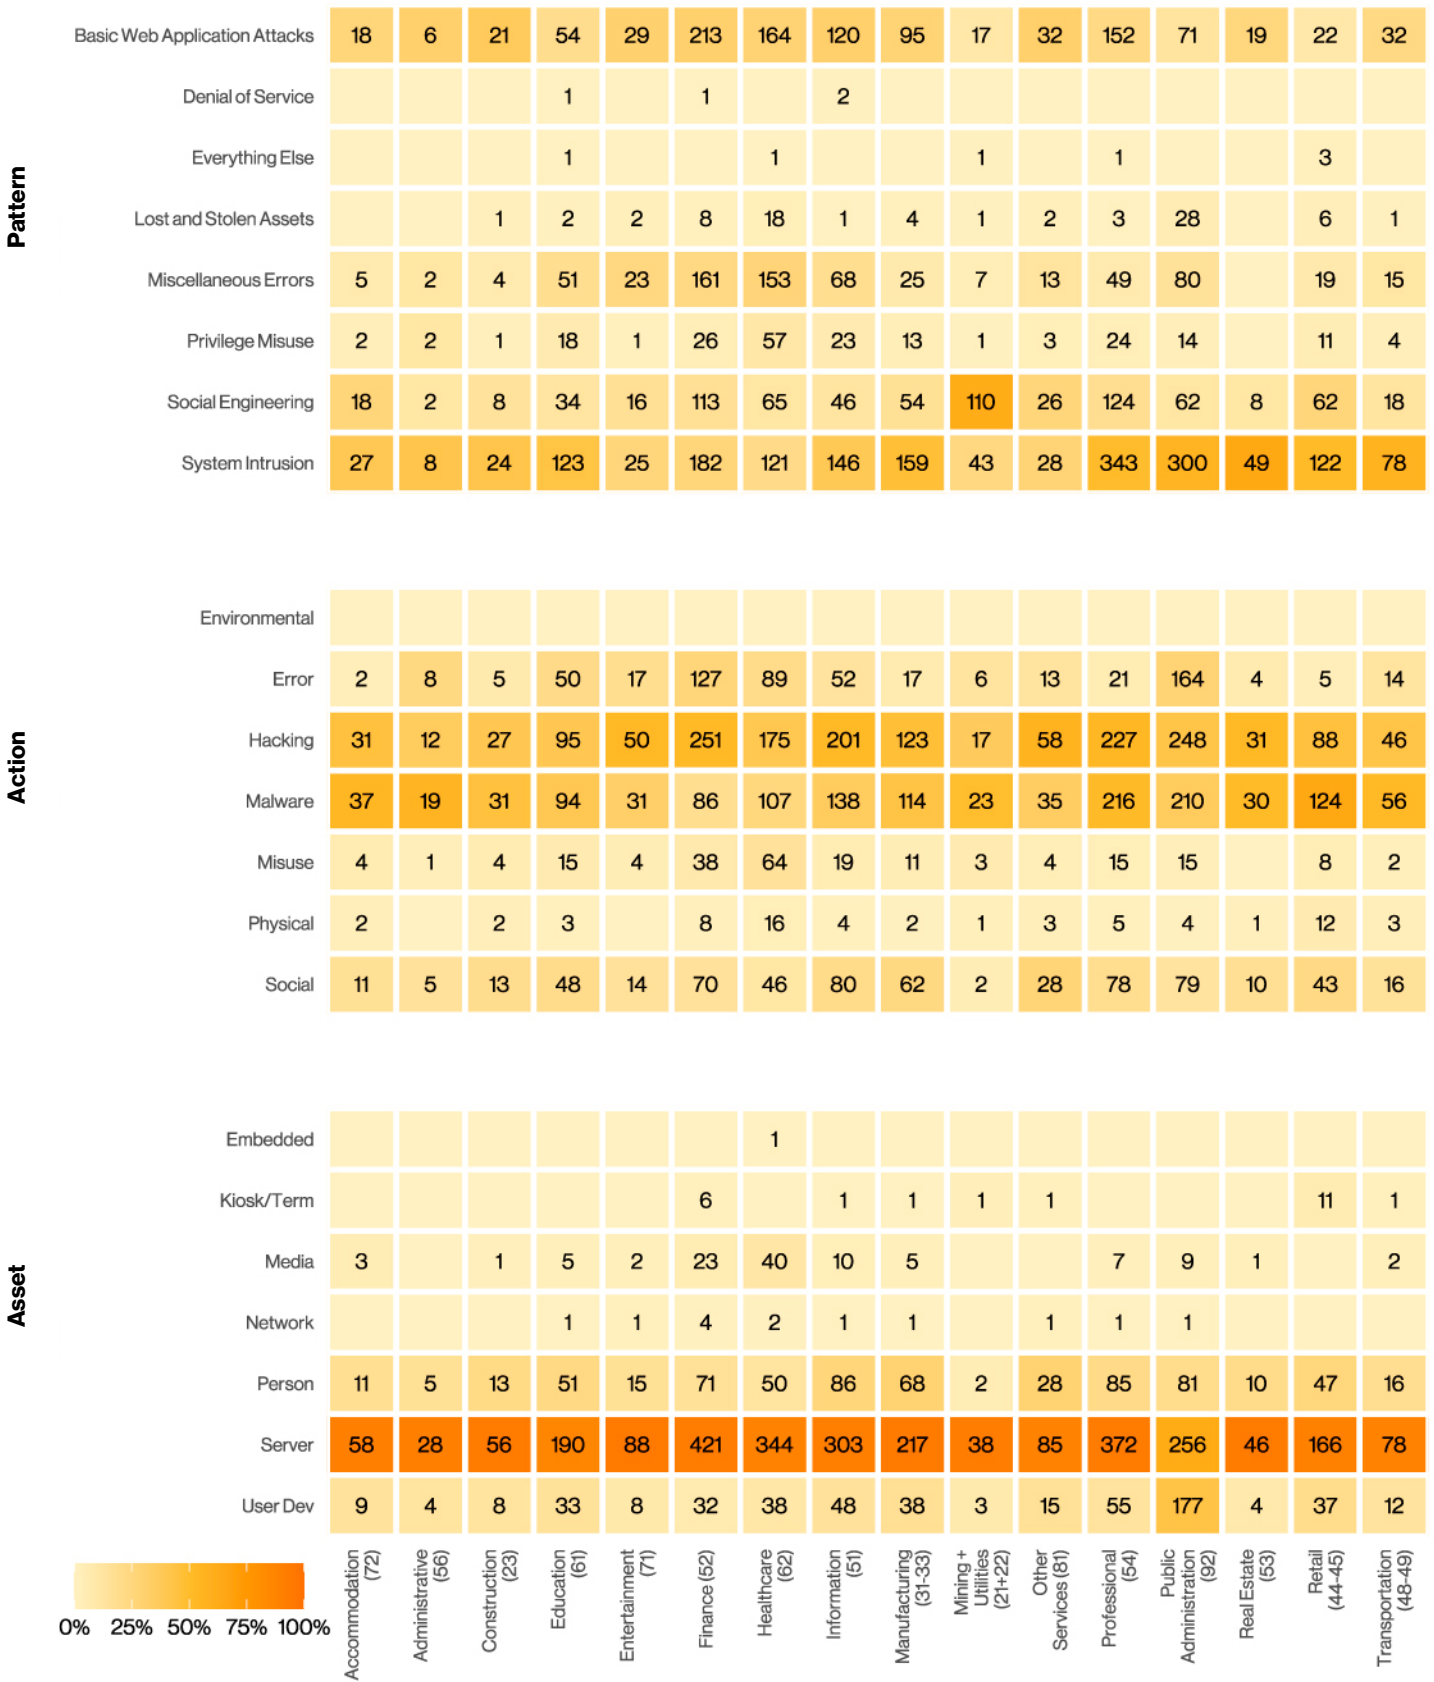 Pattern
Basic Web Application Attacks 18 6 21 54 29 213 164 120 95 17 32 152 71 19 22 32
Denial of Service 1 1 2
Everything Else 1 1 1 1 3
Lost and Stolen Assets 1 2 2 8 18 1 4 1 2 3 28 6 1
Miscellaneous Errors 5 2 4 51 23 161 153 68 25 7 13 49 80 19 15
Privilege Misuse 2 2 1 18 1 26 57 23 13 1 3 24 14 11 4
Social Engineering 18 2 8 34 16 113 65 46 54 110 26 124 62 8 62 18
System Intrusion 27 8 24 123 25 182 121 146 159 43 28 343 300 49 122 78
Action
Environmental
Error 2 8 5 50 17 127 89 52 17 6 13 21 164 4 5 14
Hacking 31 12 27 95 50 251 175 201 123 17 58 227 248 31 88 46
Malware 37 19 31 94 31 86 107 138 114 23 35 216 210 30 124 56
Misuse 4 1 4 15 4 38 64 19 11 3 4 15 15 8 2
Physical 2 2 3 8 16 4 2 1 3 5 4 1 12 3
Social 11 5 13 48 14 70 46 80 62 2 28 78 79 10 43 16
Asset
Embedded 1
Kiosk/Term 6 1 1 1 1 11 1
Media 3 1 5 2 23 40 10 5 7 9 1 2
Network 1 1 4 2 1 1 1 1 1
Person 11 5 13 51 15 71 50 86 68 2 28 85 81 10 47 16
Server 58 28 56 190 88 421 344 303 217 38 85 372 256 46 166 78
User Dev 9 4 8 33 8 32 38 48 38 3 15 55 177 4 37 12
0% 25% 50% 75% 100%
Accommodation
(72)
Administrative
(56)
Construction
(23)
Education
(61)
Entertainment
(71)
Finance (52)
Healthcare
(62)
Information
(51)
Manufacturing
(31-33)
Mining +
Utilities
(21+22)
Other
Services (81)
Professional
(54)
Public
Administration
(92)
Real Estate
(53)
Retail
(44-45)
Transportation
(48-49)